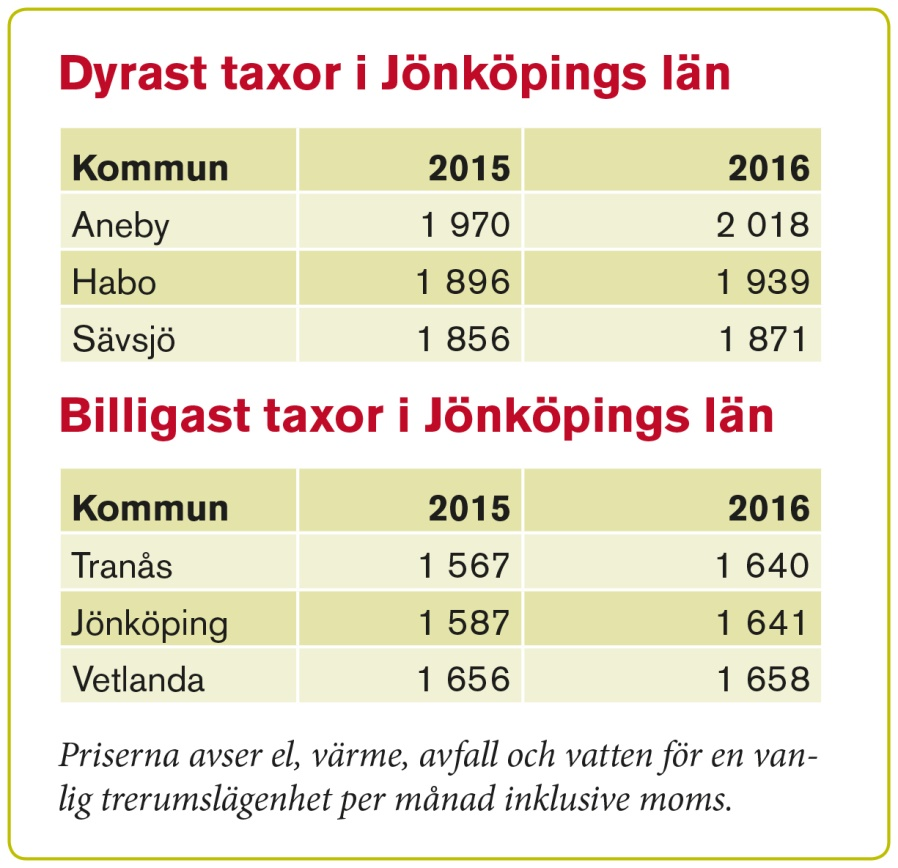 Dyrast taxor i Jönköpings län
Kommun 2015 2016
Aneby 1 970 2 018
Habo 1 896 1 939
Sävsjö 1 856 1 871
Billigast taxor i Jönköpings län
Kommun 2015 2016
Tranås 1 567 1 640
Jönköping 1 587 1 641
Vetlanda 1 656 1 658
Priserna avser el, värme, avfall och vatten för en van-
lig trerumslägenhet per månad inklusive moms.